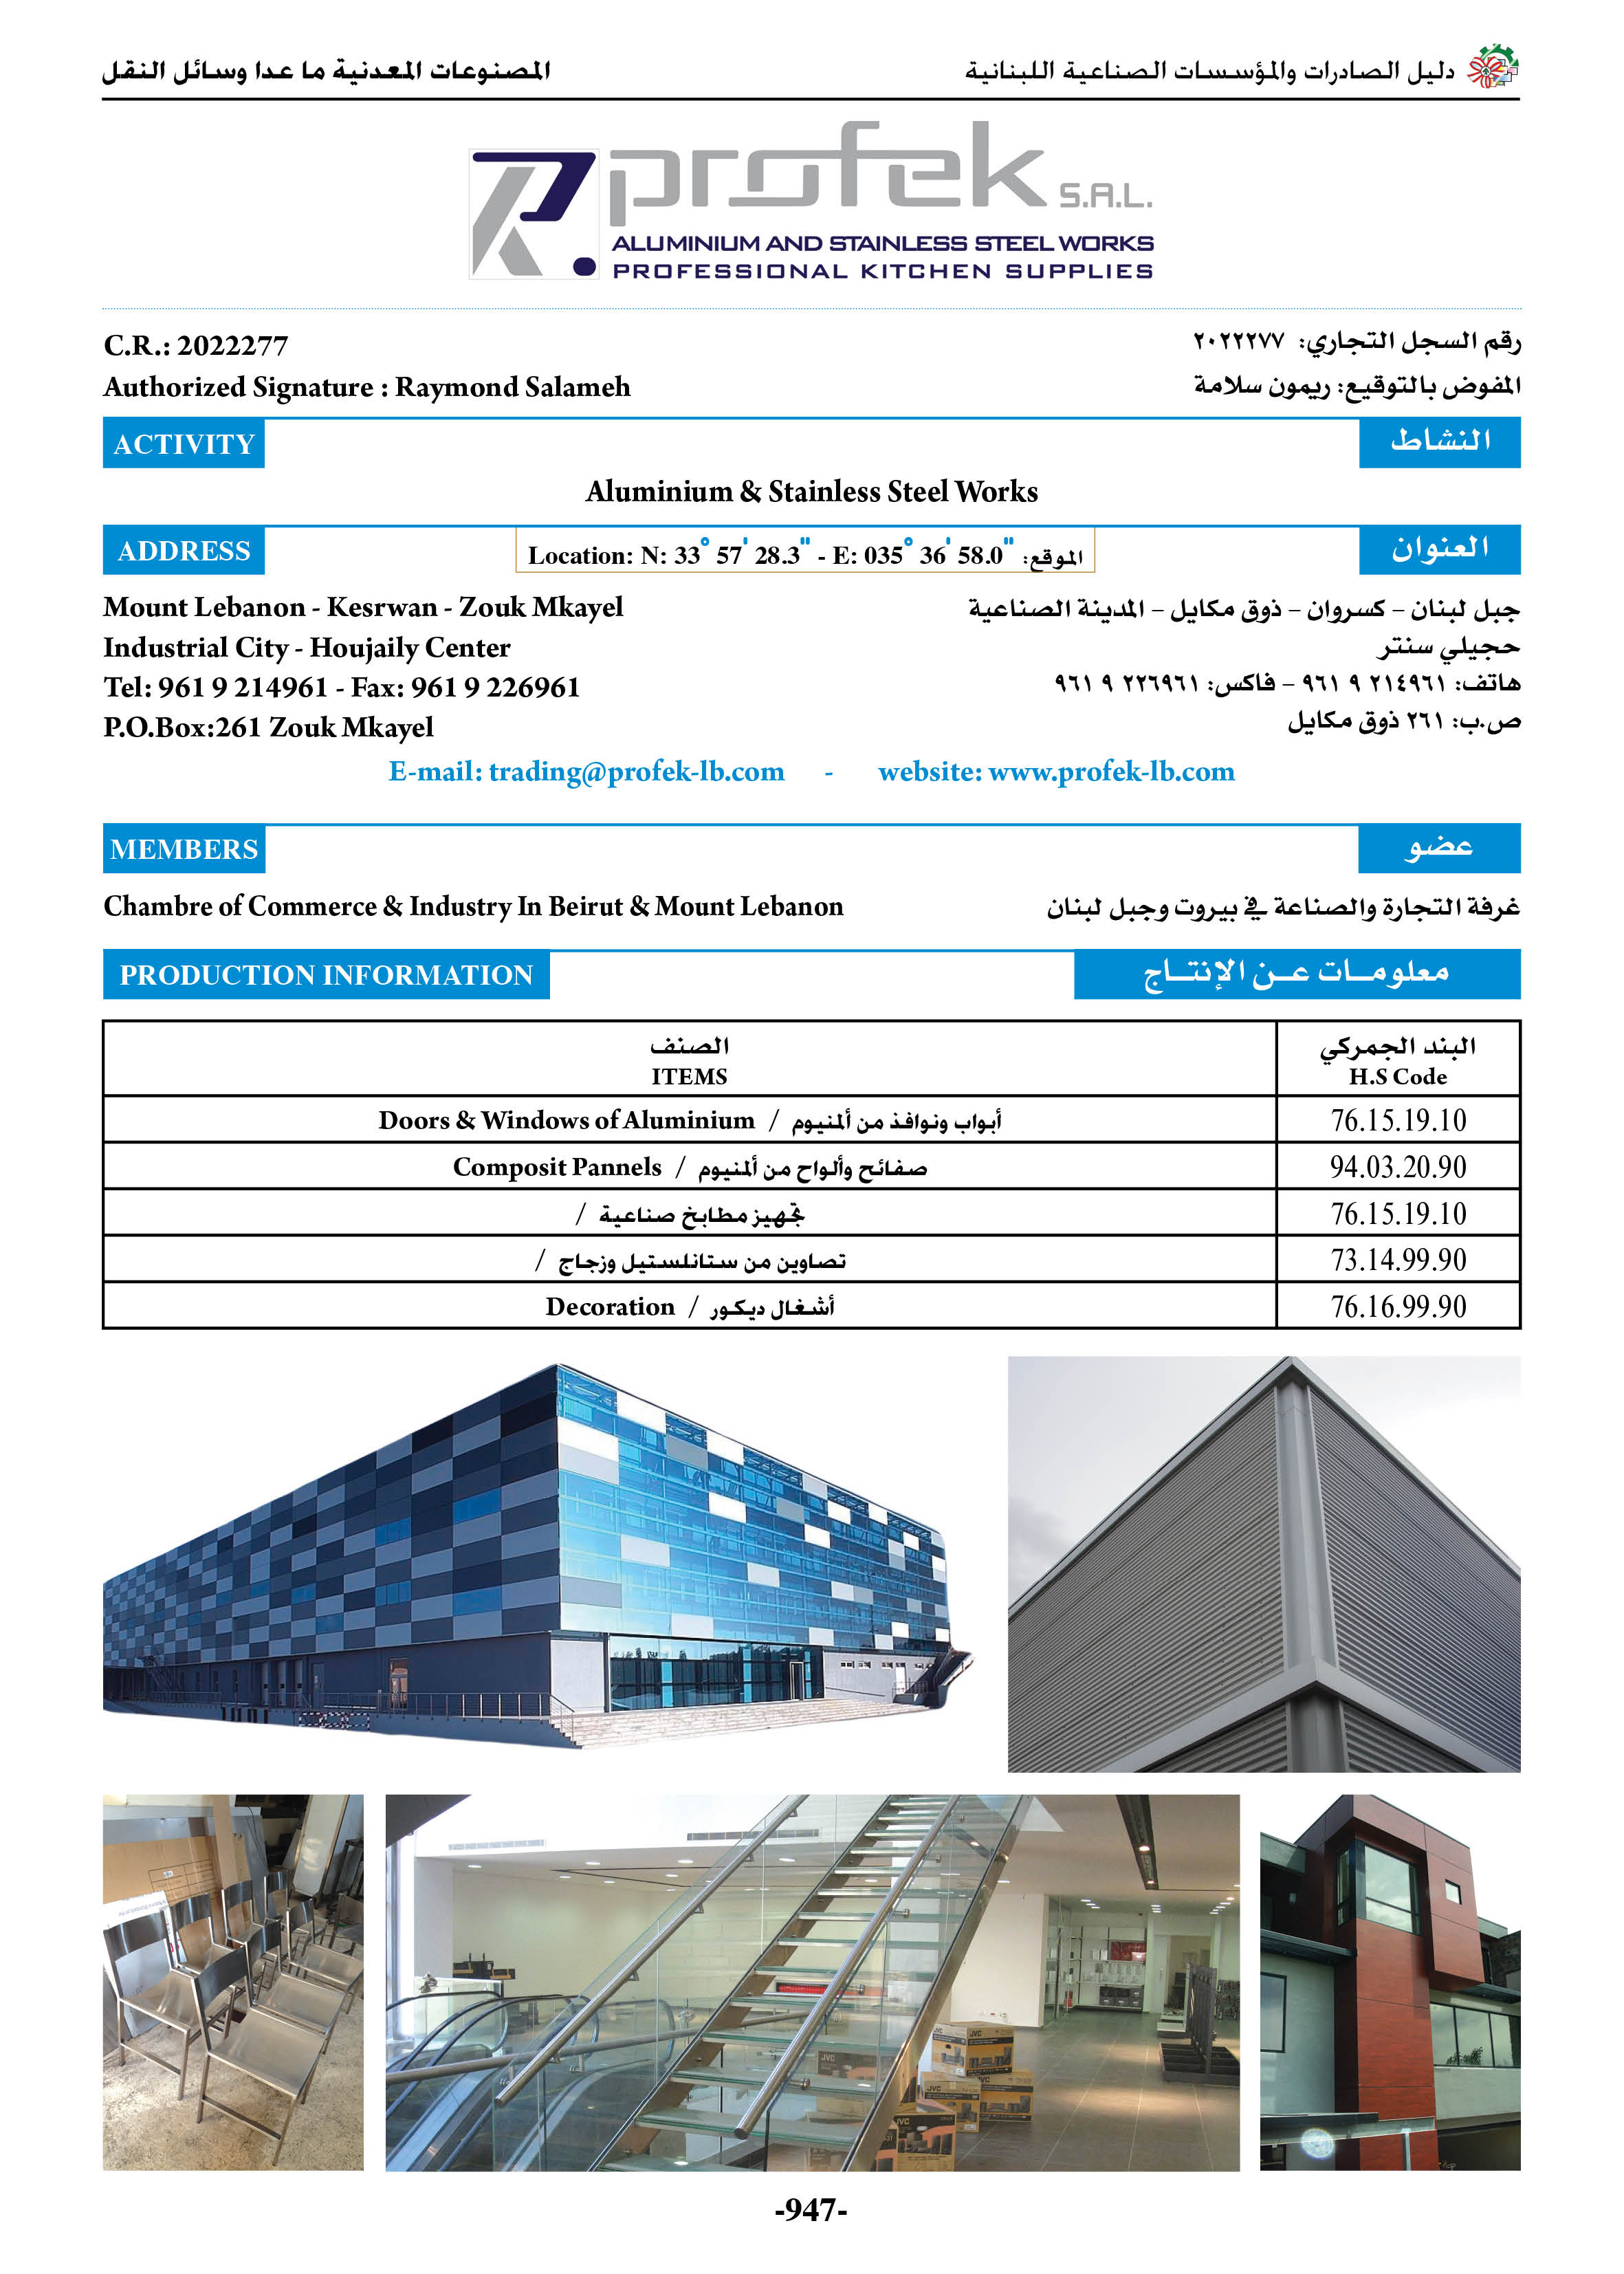 دليل الصادرات والمؤسسات الصناعية اللبنانية
المصنوعات المعدنية ما عدا وسائل النقل
profek S.A.L.
ALUMINIUM AND STAINLESS STEEL WORKS
PROFESSIONAL KITCHEN SUPPLIES
C.R.: 2022277
رقم السجل التجاري: ٢٠٢٢٢٧٧
Authorized Signature : Raymond Salameh
المفوض بالتوقيع: ريمون سلامة
ACTIVITY
النشاط
Aluminium & Stainless Steel Works
ADDRESS
Location: N: 33° 57' 28.3" - E: 035° 36' 58.0" الموقع:
العنوان
Mount Lebanon - Kesrwan - Zouk Mkayel
Industrial City - Houjaily Center
Tel: 961 9 214961 - Fax: 961 9 226961
P.O.Box:261 Zouk Mkayel
جبل لبنان – كسروان – ذوق مكايل – المدينة الصناعية
حجيلي سنتر
هاتف: ٢١٤٩٦١ ٩ ٩٦١ – فاكس: ٢٢٦٩٦١ ٩ ٩٦١
ص.ب: ٢٦١ ذوق مكايل
E-mail: trading@profek-lb.com - website: www.profek-lb.com
MEMBERS
عضو
Chambre of Commerce & Industry In Beirut & Mount Lebanon
غرفة التجارة والصناعة في بيروت وجبل لبنان
PRODUCTION INFORMATION
معلومـات عـن الإنتـاج
الصنف
ITEMS
البند الجمركي
H.S Code
Doors & Windows of Aluminium / أبواب ونوافذ من ألمنيوم
76.15.19.10
Composit Pannels / صفائح وألواح من ألمنيوم
94.03.20.90
تجهيز مطابخ صناعية /
76.15.19.10
تصاوين من ستانلستيل وزجاج /
73.14.99.90
Decoration / أشغال ديكور
76.16.99.90
JVC
JVC
JVC
JVC
JVC
-947-